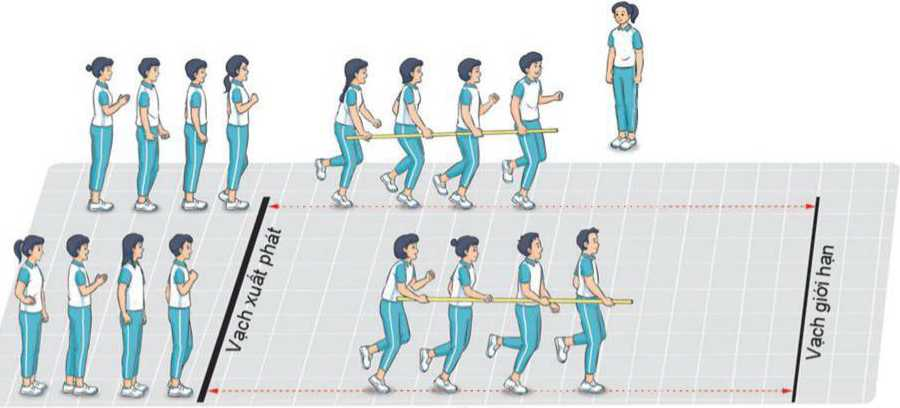 Vạch xuất phát
Vạch giới hạn